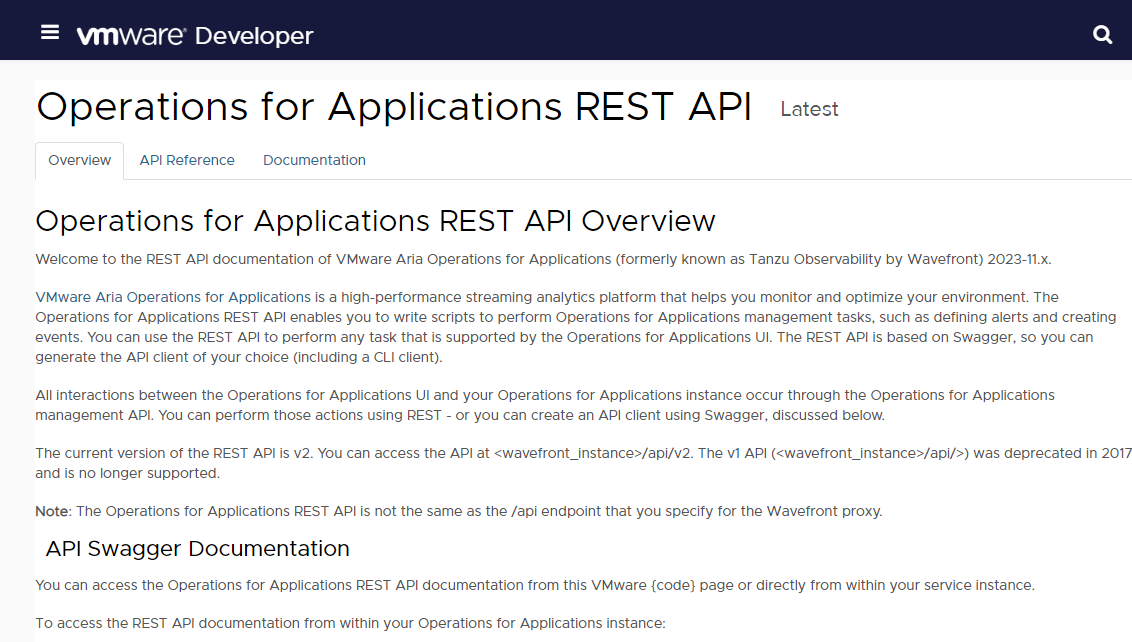 vmware® Developer
Operations for Applications REST API Latest
Overview API Reference Documentation
Operations for Applications REST API Overview
Welcome to the REST API documentation of VMware Aria Operations for Applications (formerly known as Tanzu Observability by Wavefront) 2023-11.x.
VMware Aria Operations for Applications is a high-performance streaming analytics platform that helps you monitor and optimize your environment. The
Operations for Applications REST API enables you to write scripts to perform Operations for Applications management tasks, such as defining alerts and creating
events. You can use the REST API to perform any task that is supported by the Operations for Applications UI. The REST API is based on Swagger, so you can
generate the API client of your choice (including a CLI client).
All interactions between the Operations for Applications UI and your Operations for Applications instance occur through the Operations for Applications
management API. You can perform those actions using REST - or you can create an API client using Swagger, discussed below.
The current version of the REST API is v2. You can access the API at <wavefront_instance>/api/v2. The v1 API (<wavefront_instance>/api/>) was deprecated in 2017
and is no longer supported.
Note: The Operations for Applications REST API is not the same as the /api endpoint that you specify for the Wavefront proxy.
API Swagger Documentation
You can access the Operations for Applications REST API documentation from this VMware {code} page or directly from within your service instance.
To access the REST API documentation from within your Operations for Applications instance: